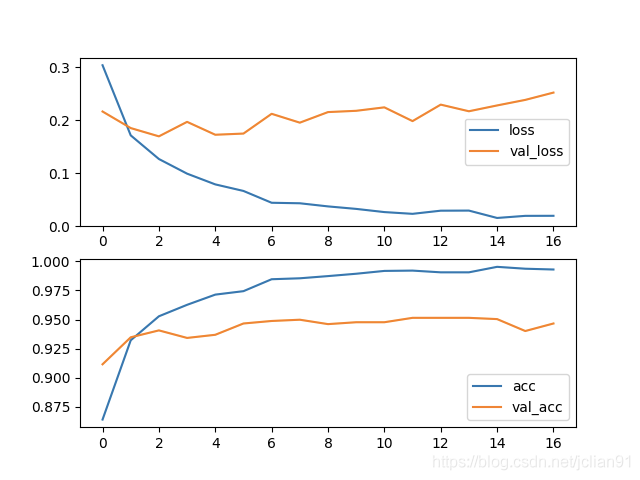 0.3
0.2
0.1
0.0
loss
val_loss
0 2 4 6 8 10 12 14 16
1.000
0.975
0.950
0.925
0.900
0.875
acc
val_acc
0 2 4 6 8 10 12 14 16
https://blog.csdn.net/jclian91